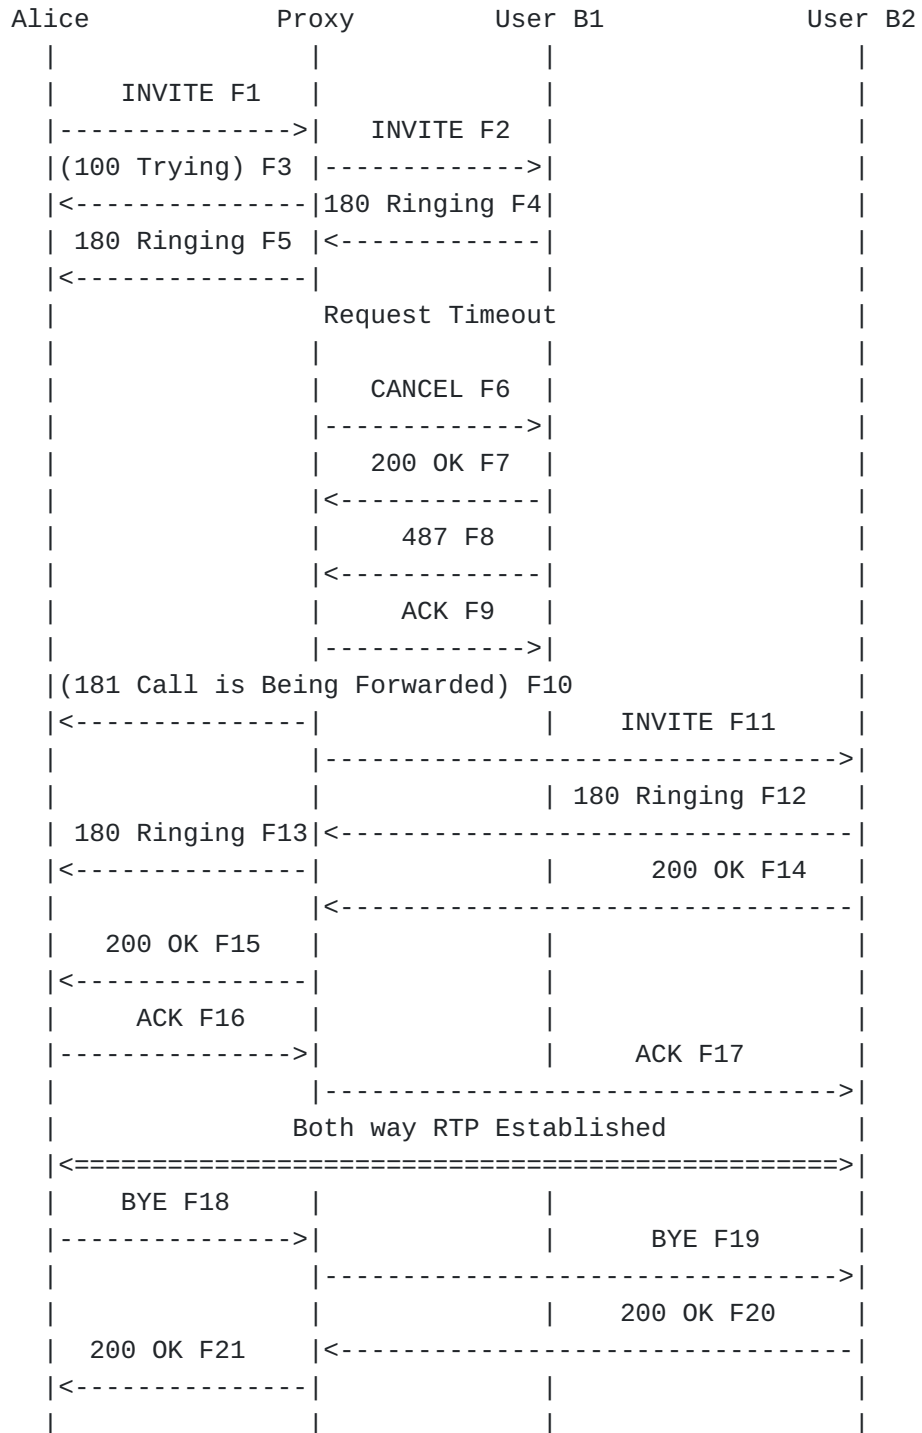 Alice            Proxy         User B1             User B2
  |                |              |                   |
  |    INVITE F1   |              |                   |
  |--------------->|   INVITE F2  |                   |
  |(100 Trying) F3 |------------->|                   |
  |<---------------|180 Ringing F4|                   |
  | 180 Ringing F5 |<-------------|                   |
  |<---------------|              |                   |
  |                 Request Timeout                   |
  |                |              |                   |
  |                |   CANCEL F6  |                   |
  |                |------------->|                   |
  |                |   200 OK F7  |                   |
  |                |<-------------|                   |
  |                |     487 F8   |                   |
  |                |<-------------|                   |
  |                |     ACK F9   |                   |
  |                |------------->|                   |
  |(181 Call is Being Forwarded) F10                  |
  |<---------------|              |    INVITE F11     |
  |                |--------------------------------->|
  |                |              | 180 Ringing F12   |
  | 180 Ringing F13|<---------------------------------|
  |<---------------|              |      200 OK F14   |
  |                |<---------------------------------|
  |   200 OK F15   |              |                   |
  |<---------------|              |                   |
  |     ACK F16    |              |                   |
  |--------------->|              |     ACK F17       |
  |                |--------------------------------->|
  |               Both way RTP Established            |
  |<=================================================>|
  |    BYE F18     |              |                   |
  |--------------->|              |      BYE F19      |
  |                |--------------------------------->|
  |                |              |    200 OK F20     |
  |  200 OK F21    |<---------------------------------|
  |<---------------|              |                   |
  |                |              |                   |